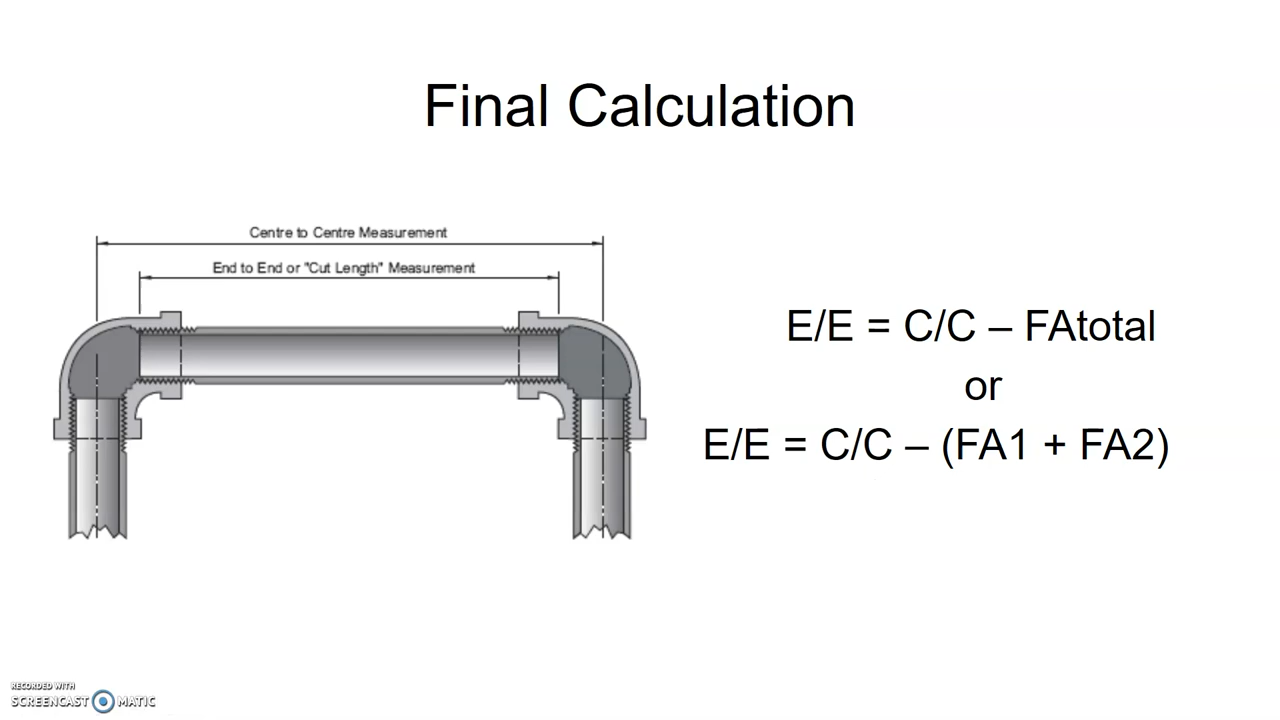 Final Calculation
Centre to Centre Measurement
End to End or "Cut Length" Measurement
E/E = C/C – FAtotal
or
E/E = C/C – (FA1 + FA2)
RECORDED WITH
SCREENCAST MATIC